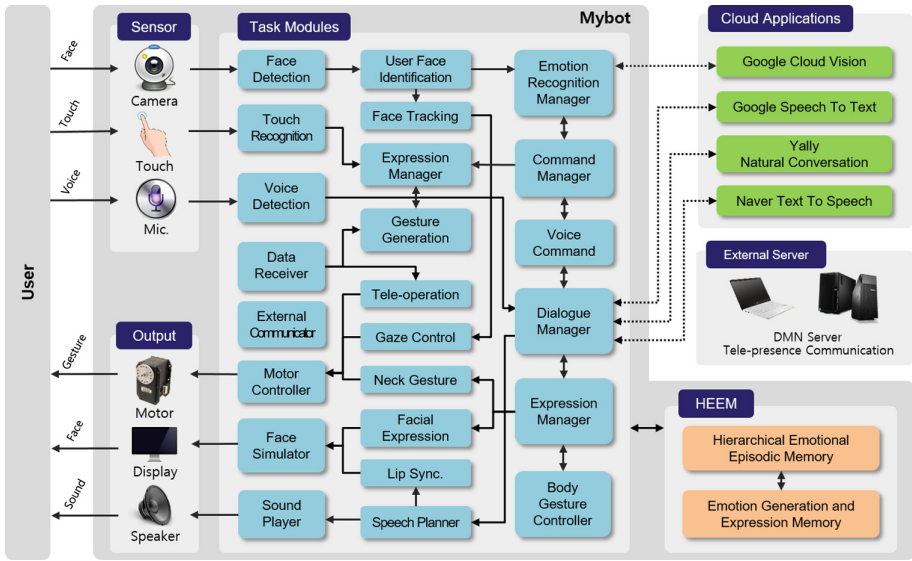 Mybot
User
Face
Touch
Voice
Gesture
Face
Sound
Sensor
Camera
Touch
Mic.
Output
Motor
Display
Speaker
Task Modules
Face
Detection
Touch
Recognition
Voice
Detection
Data
Receiver
External
Communicator
Motor
Controller
Face
Simulator
Sound
Player
User Face
Identification
Face Tracking
Expression
Manager
Gesture
Generation
Tele-operation
Gaze Control
Neck Gesture
Facial
Expression
Lip Sync.
Speech Planner
Emotion
Recognition
Manager
Command
Manager
Voice
Command
Dialogue
Manager
Expression
Manager
Body
Gesture
Controller
Cloud Applications
Google Cloud Vision
Google Speech To Text
Yally
Natural Conversation
Naver Text To Speech
External Server
DMN Server
Tele-presence Communication
HEEM
Hierarchical Emotional
Episodic Memory
Emotion Generation and
Expression Memory